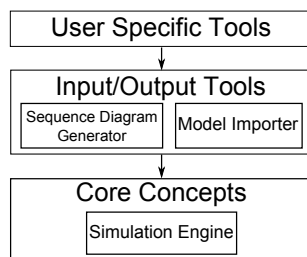 User Specific Tools
Input/Output Tools
Sequence Diagram
Generator
Model Importer
Core Concepts
Simulation Engine